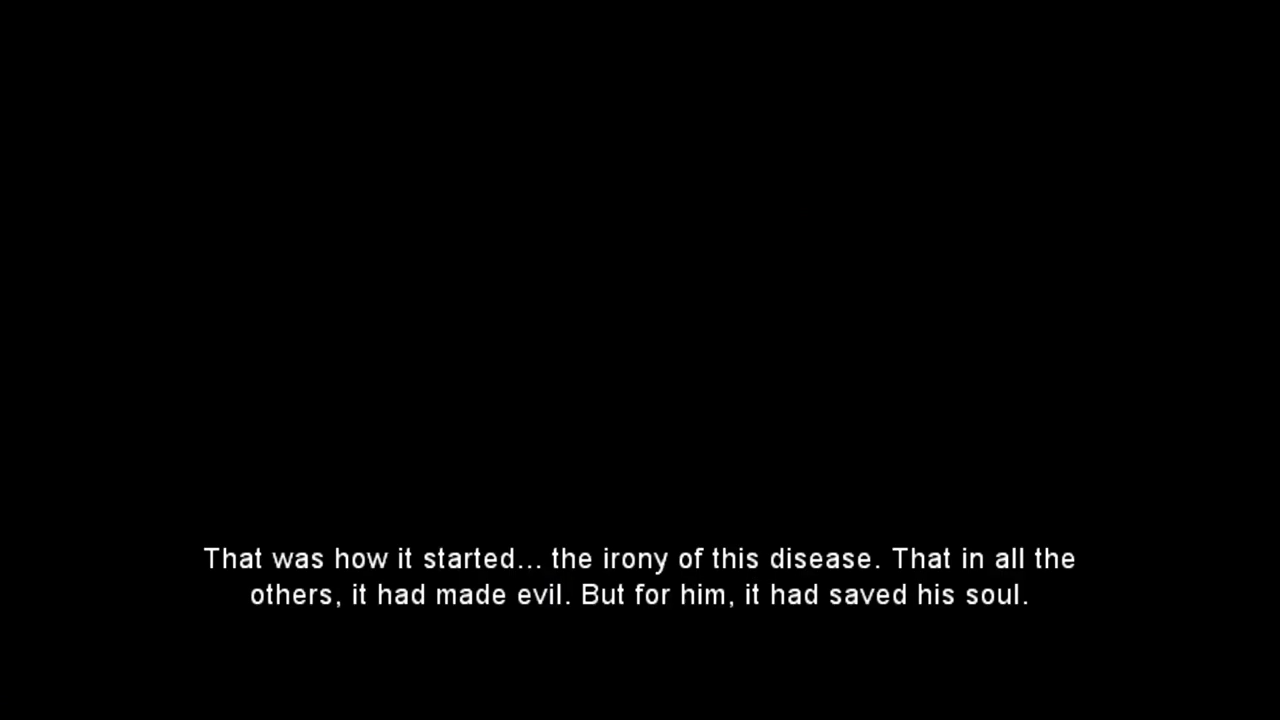 That was how it started... the irony of this disease. That in all the
others, it had made evil. But for him, it had saved his soul.